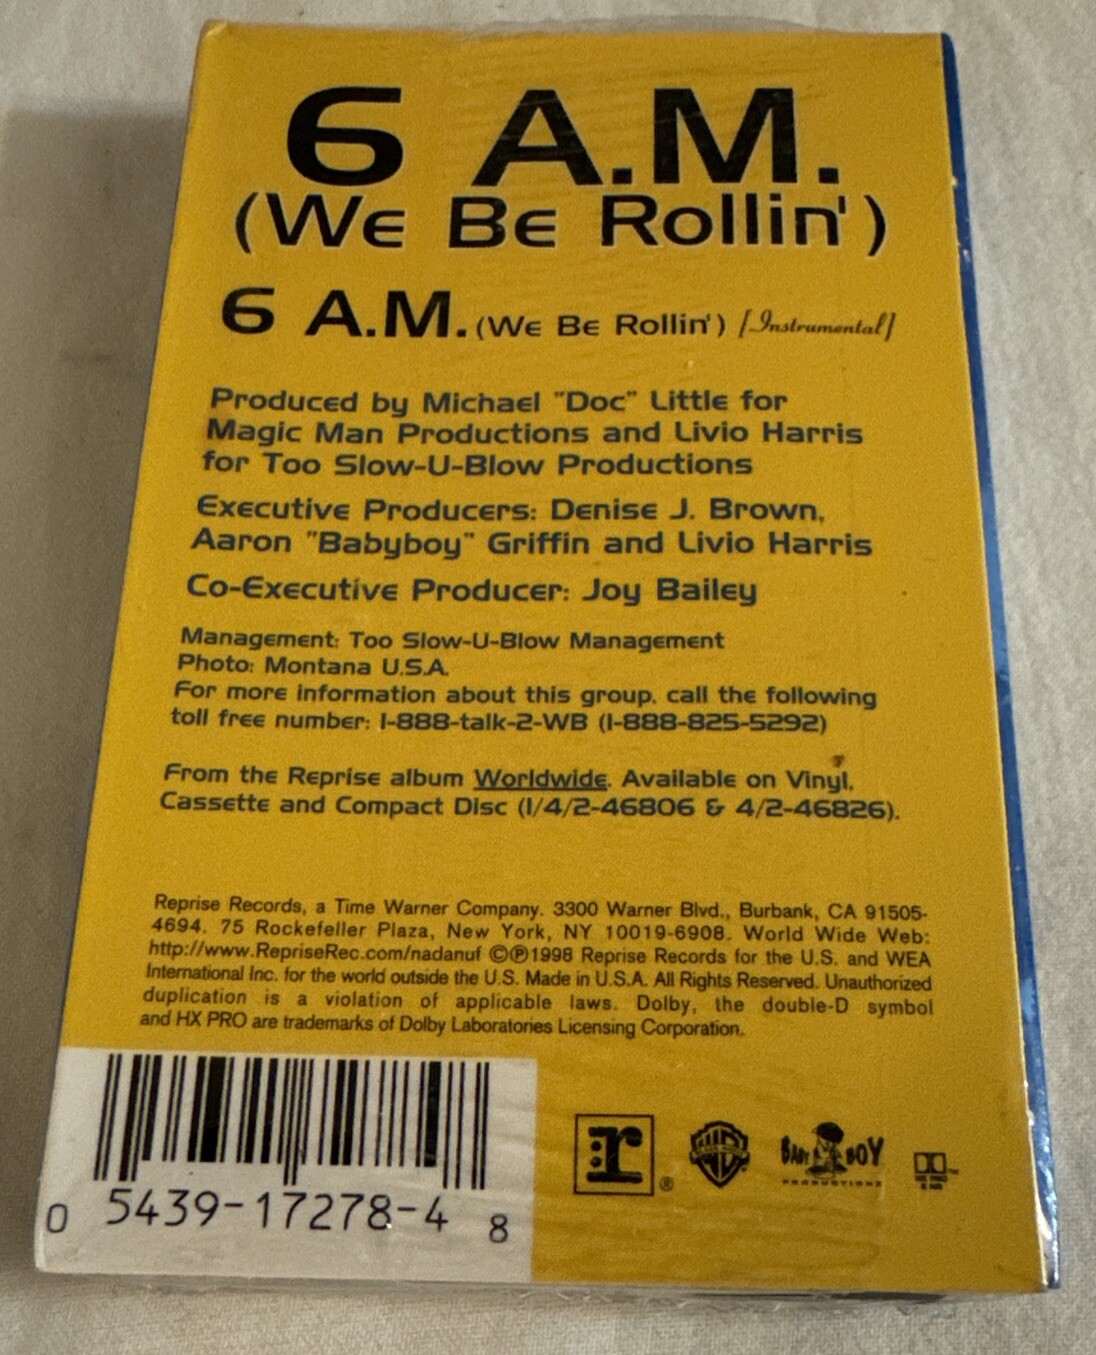 6 A.M.
(We Be Rollin')
6 A.M. (We Be Rollin') [Instrumental]
Produced by Michael "Doc" Little for
Magic Man Productions and Livio Harris
for Too Slow-U-Blow Productions
Executive Producers: Denise J. Brown,
Aaron "Babyboy" Griffin and Livio Harris
Co-Executive Producer: Joy Bailey
Management: Too Slow-U-Blow Management
Photo: Montana U.S.A.
For more information about this group, call the following
toll free number: 1-888-talk-2-WB (1-888-825-5292)
From the Reprise album Worldwide. Available on Vinyl,
Cassette and Compact Disc (1/4/2-46806 & 4/2-46826).
Reprise Records, a Time Warner Company. 3300 Warner Blvd., Burbank, CA 91505-
4694. 75 Rockefeller Plaza, New York, NY 10019-6908. World Wide Web:
http://www.RepriseRec.com/nadanuf ©℗1998 Reprise Records for the U.S. and WEA
International Inc. for the world outside the U.S. Made in U.S.A. All Rights Reserved. Unauthorized
duplication is a violation of applicable laws. Dolby, the double-D symbol
and HX PRO are trademarks of Dolby Laboratories Licensing Corporation.
0 5439-17278-4 8
r ®
WB
BABY BOY
PRODUCTIONS